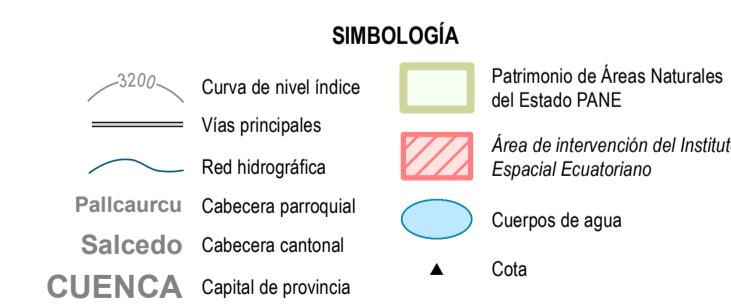 SIMBOLOGÍA
3200
Curva de nivel índice
Vías principales
Red hidrográfica
Pallcaurcu Cabecera parroquial
Salcedo Cabecera cantonal
CUENCA Capital de provincia
Patrimonio de Áreas Naturales
del Estado PANE
Área de intervención del Institut
Espacial Ecuatoriano
Cuerpos de agua
Cota